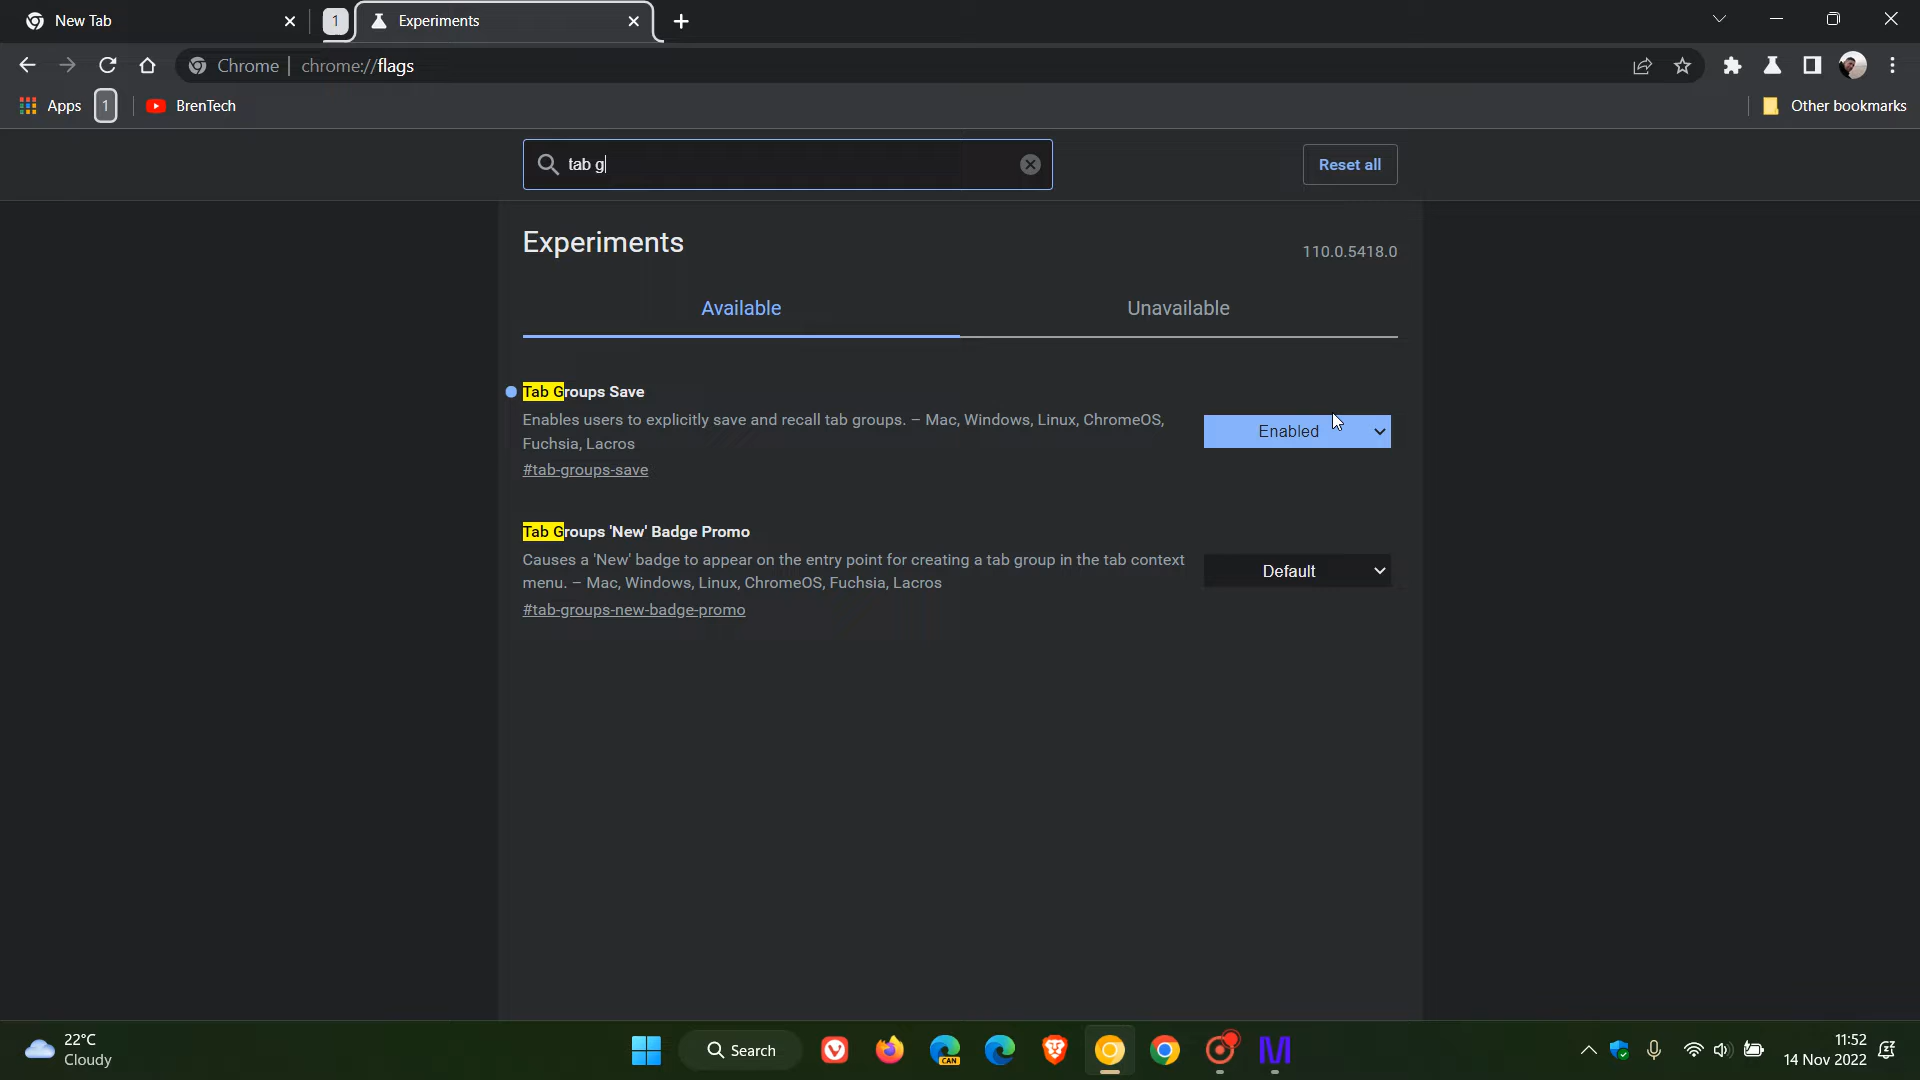 New Tab
1
Experiments
Chrome | chrome://flags
Apps
1
BrenTech
Other bookmarks
tab g
Reset all
Experiments
110.0.5418.0
Available
Unavailable
Tab Groups Save
Enables users to explicitly save and recall tab groups. – Mac, Windows, Linux, ChromeOS,
Fuchsia, Lacros
#tab-groups-save
Enabled
Tab Groups 'New' Badge Promo
Causes a 'New' badge to appear on the entry point for creating a tab group in the tab context
menu. – Mac, Windows, Linux, ChromeOS, Fuchsia, Lacros
#tab-groups-new-badge-promo
Default
22°C
Cloudy
Search
CAN
11:52
14 Nov 2022